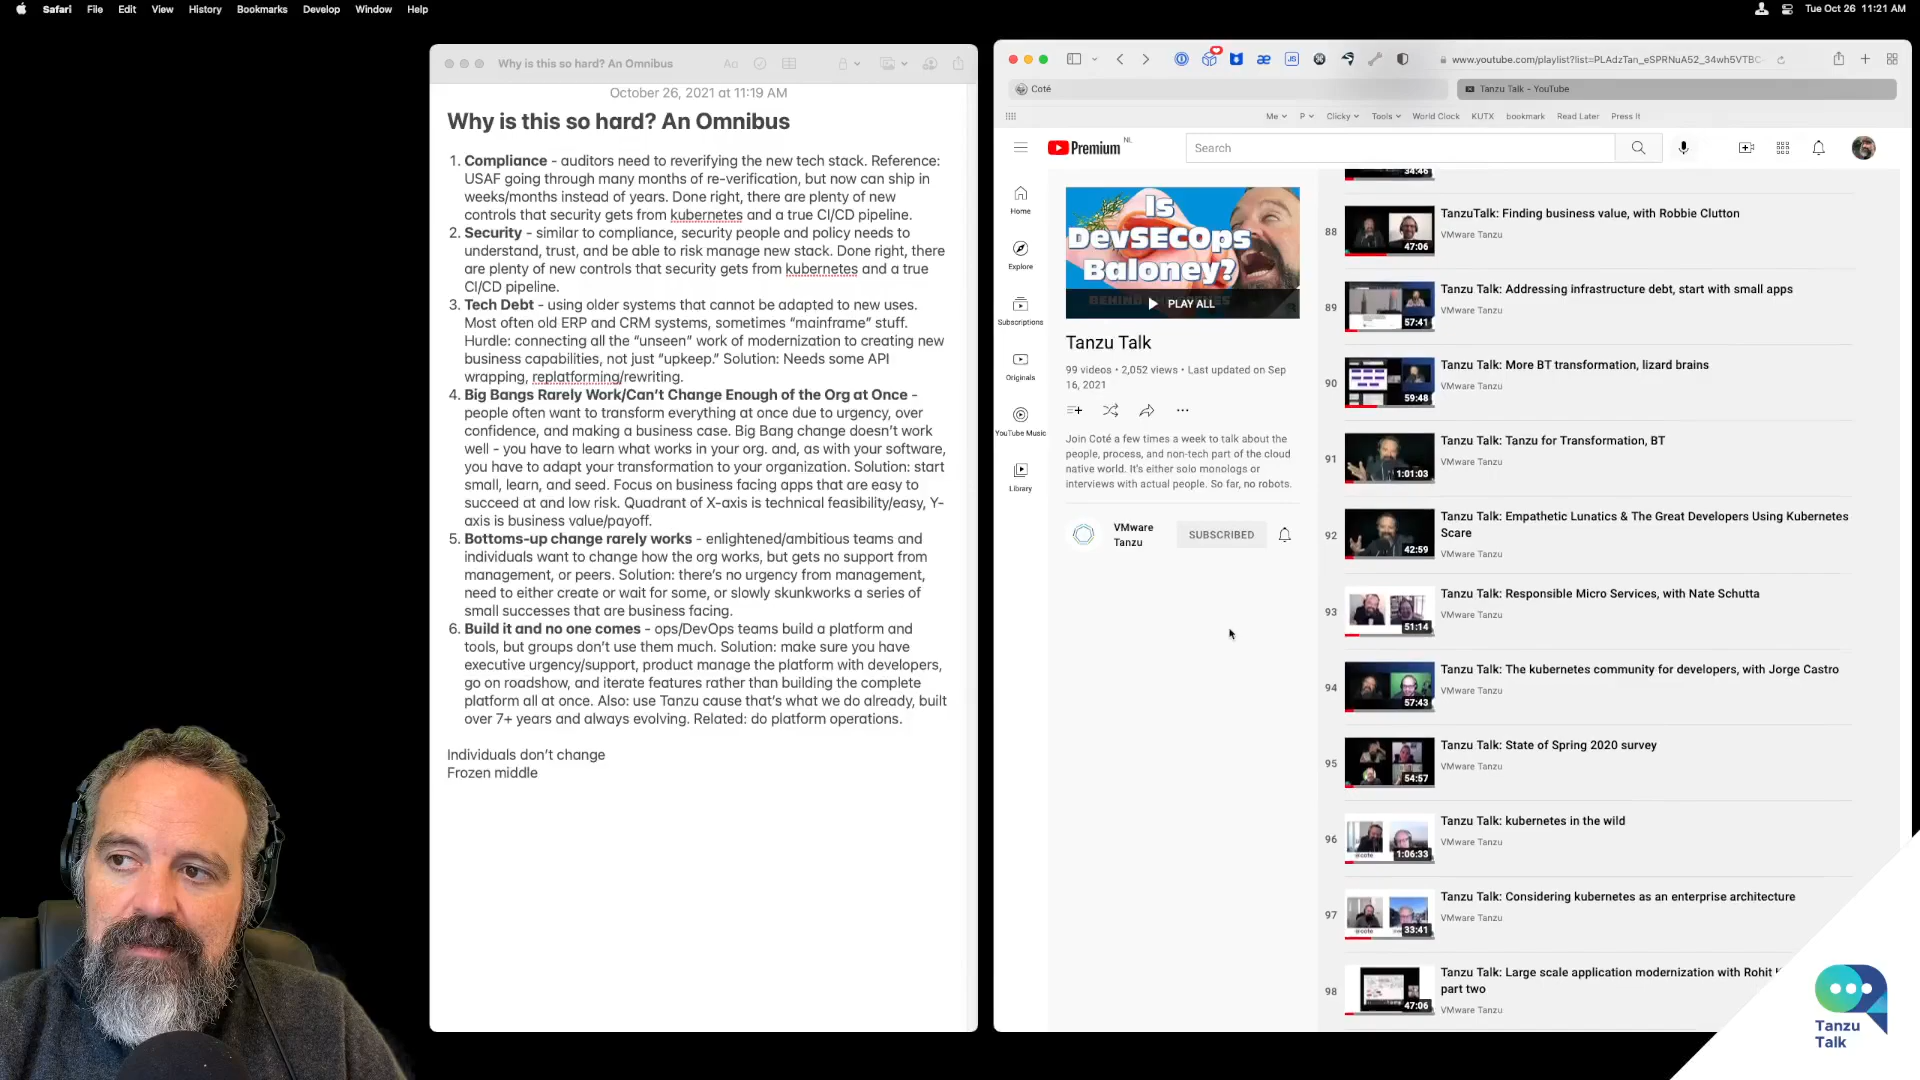 Safari File Edit View History Bookmarks Develop Window Help
Tue Oct 26 11:21 AM
Why is this so hard? An Omnibus
October 26, 2021 at 11:19 AM
Why is this so hard? An Omnibus
1. Compliance - auditors need to reverifying the new tech stack. Reference:
USAF going through many months of re-verification, but now can ship in
weeks/months instead of years. Done right, there are plenty of new
controls that security gets from kubernetes and a true CI/CD pipeline.
2. Security - similar to compliance, security people and policy needs to
understand, trust, and be able to risk manage new stack. Done right, there
are plenty of new controls that security gets from kubernetes and a true
CI/CD pipeline.
3. Tech Debt - using older systems that cannot be adapted to new uses.
Most often old ERP and CRM systems, sometimes “mainframe” stuff.
Hurdle: connecting all the “unseen” work of modernization to creating new
business capabilities, not just “upkeep.” Solution: Needs some API
wrapping, replatforming/rewriting.
4. Big Bangs Rarely Work/Can’t Change Enough of the Org at Once -
people often want to transform everything at once due to urgency, over
confidence, and making a business case. Big Bang change doesn’t work
well - you have to learn what works in your org. and, as with your software,
you have to adapt your transformation to your organization. Solution: start
small, learn, and seed. Focus on business facing apps that are easy to
succeed at and low risk. Quadrant of X-axis is technical feasibility/easy, Y-
axis is business value/payoff.
5. Bottoms-up change rarely works - enlightened/ambitious teams and
individuals want to change how the org works, but gets no support from
management, or peers. Solution: there’s no urgency from management,
need to either create or wait for some, or slowly skunkworks a series of
small successes that are business facing.
6. Build it and no one comes - ops/DevOps teams build a platform and
tools, but groups don’t use them much. Solution: make sure you have
executive urgency/support, product manage the platform with developers,
go on roadshow, and iterate features rather than building the complete
platform all at once. Also: use Tanzu cause that’s what we do already, built
over 7+ years and always evolving. Related: do platform operations.
Individuals don’t change
Frozen middle
www.youtube.com/playlist?list=PLAdzTan_eSPRNuA52_34wh5VTBC-
Coté
Tanzu Talk - YouTube
Me P Clicky Tools World Clock KUTX bookmark Read Later Press It
Premium NL
Search
Home
Explore
Subscriptions
Originals
YouTube Music
Library
Is
DevSECOps
Baloney?
PLAY ALL
Tanzu Talk
99 videos • 2,052 views • Last updated on Sep
16, 2021
Join Coté a few times a week to talk about the
people, process, and non-tech part of the cloud
native world. It's either solo monologs or
interviews with actual people. So far, no robots.
VMware
Tanzu
SUBSCRIBED
34:46
88 47:06 TanzuTalk: Finding business value, with Robbie Clutton
VMware Tanzu
89 57:41 Tanzu Talk: Addressing infrastructure debt, start with small apps
VMware Tanzu
90 59:48 Tanzu Talk: More BT transformation, lizard brains
VMware Tanzu
91 1:01:03 Tanzu Talk: Tanzu for Transformation, BT
VMware Tanzu
92 42:59 Tanzu Talk: Empathetic Lunatics & The Great Developers Using Kubernetes
Scare
VMware Tanzu
93 51:14 Tanzu Talk: Responsible Micro Services, with Nate Schutta
VMware Tanzu
94 57:43 Tanzu Talk: The kubernetes community for developers, with Jorge Castro
VMware Tanzu
95 54:57 Tanzu Talk: State of Spring 2020 survey
VMware Tanzu
96 1:06:33 Tanzu Talk: kubernetes in the wild
VMware Tanzu
97 33:41 Tanzu Talk: Considering kubernetes as an enterprise architecture
VMware Tanzu
98 47:06 Tanzu Talk: Large scale application modernization with Rohit
part two
VMware Tanzu
Tanzu
Talk